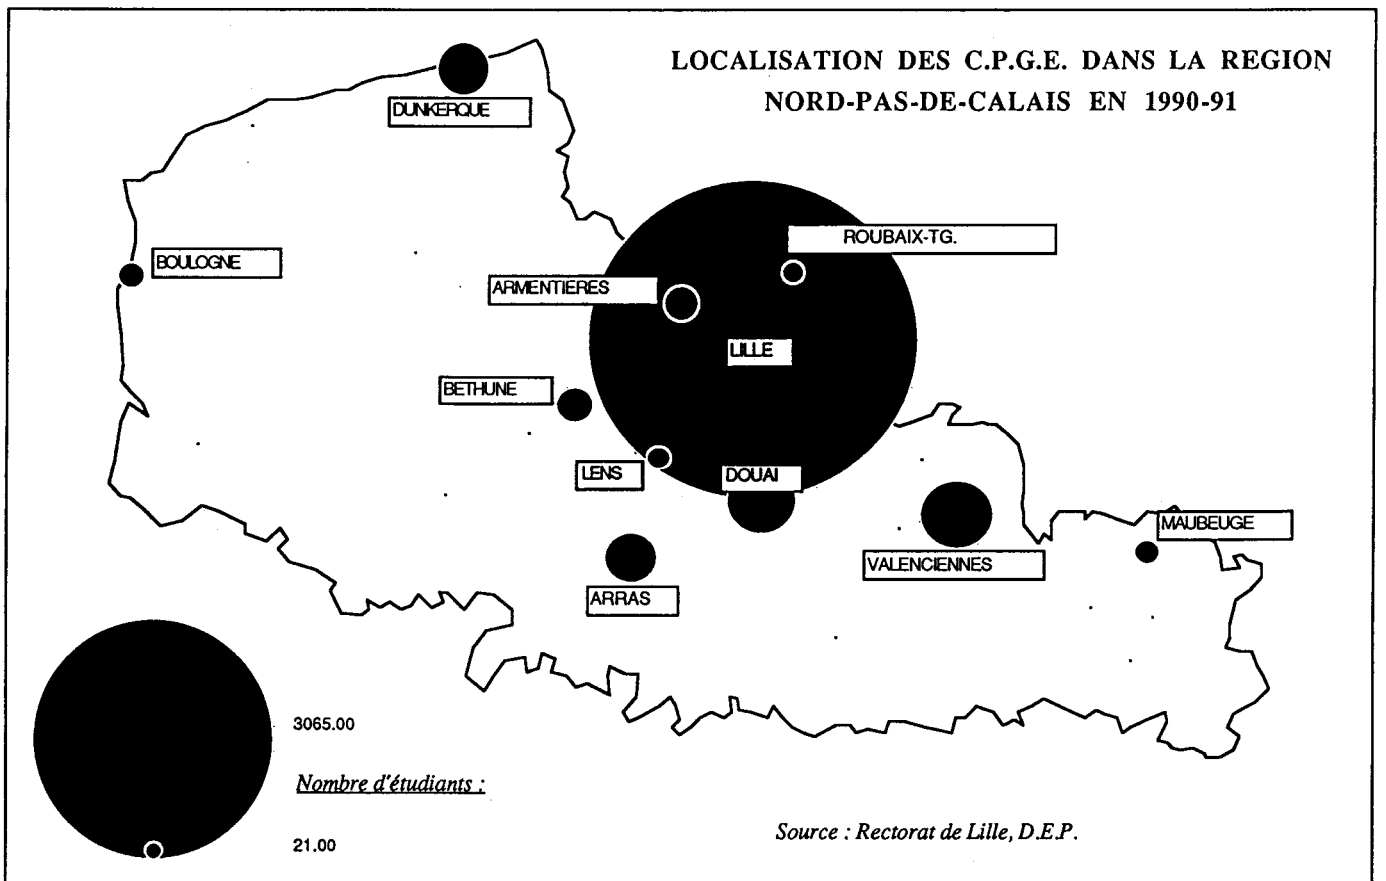 LOCALISATION DES C.P.G.E. DANS LA REGION
NORD-PAS-DE-CALAIS EN 1990-91
DUNKERQUE
ROUBAIX-TG.
BOULOGNE
ARMENTIERES
LILLE
BETHUNE
LENS
DOUAI
MAUBEUGE
VALENCIENNES
ARRAS
3065.00
Nombre d'étudiants :
21.00
Source : Rectorat de Lille, D.E.P.